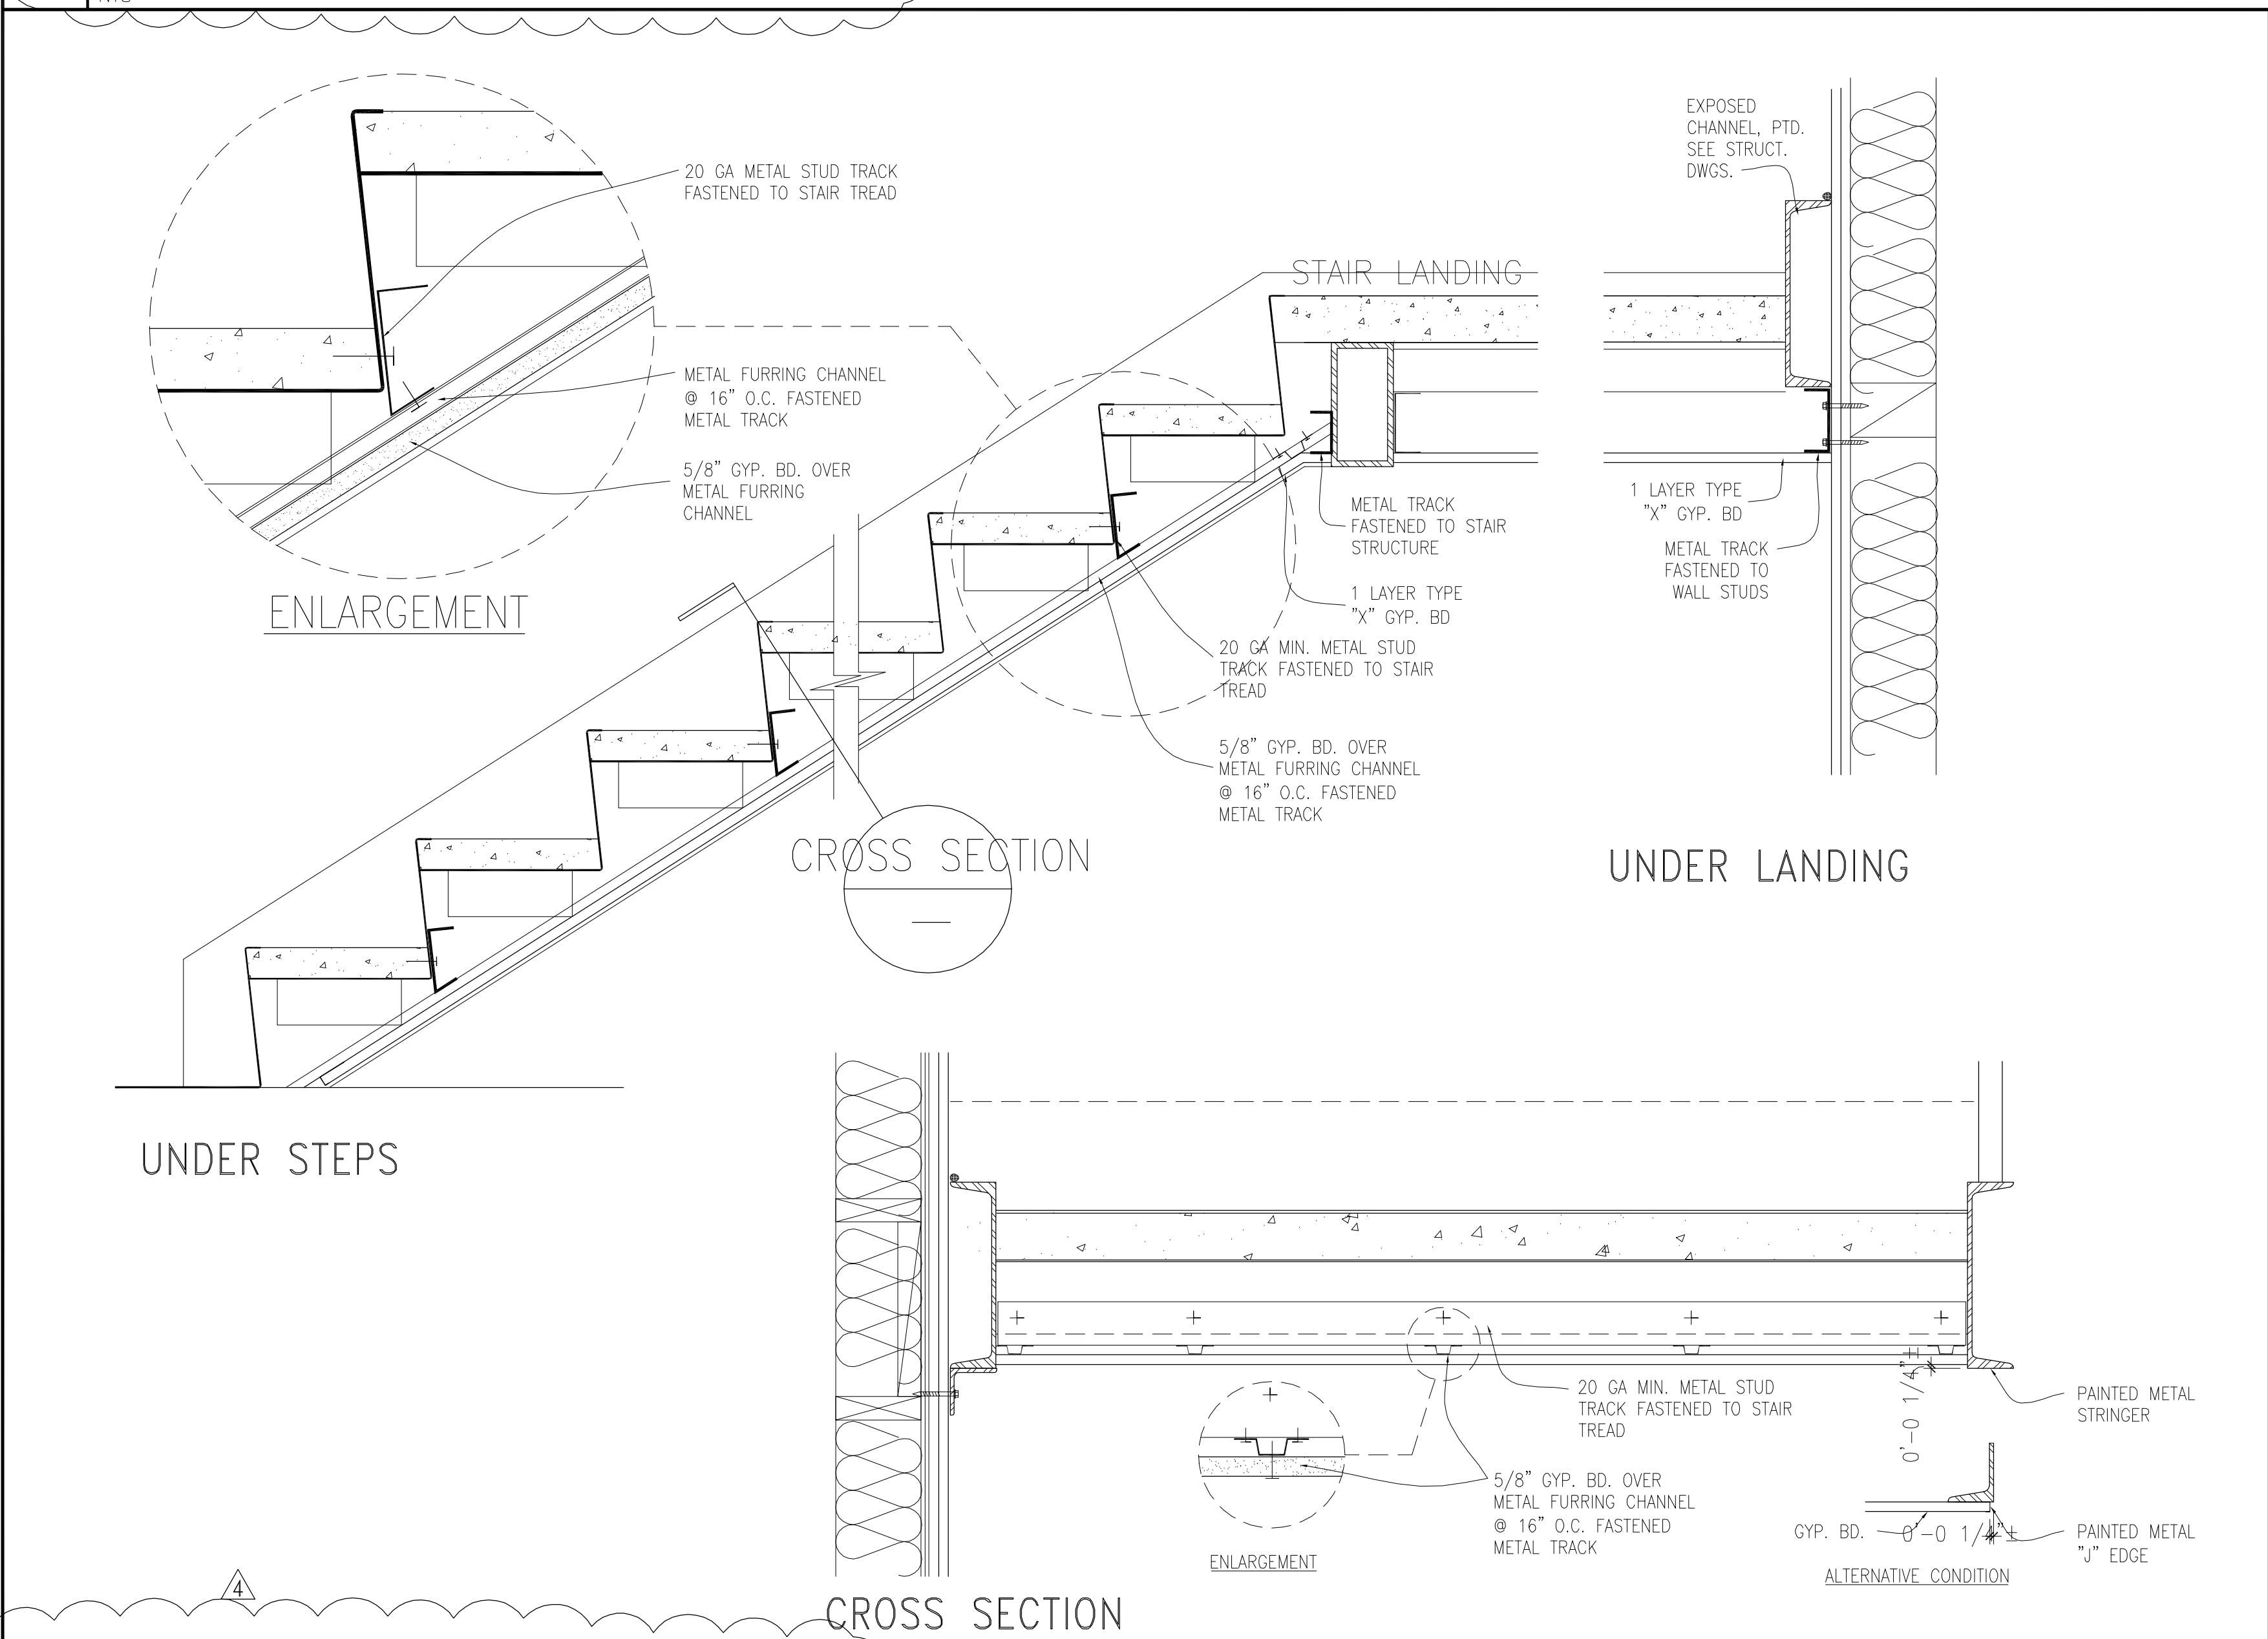 20 GA METAL STUD TRACK
FASTENED TO STAIR TREAD
METAL FURRING CHANNEL
@ 16" O.C. FASTENED
METAL TRACK
5/8" GYP. BD. OVER
METAL FURRING
CHANNEL
ENLARGEMENT
EXPOSED
CHANNEL, PTD.
SEE STRUCT.
DWGS.
STAIR LANDING
METAL TRACK
FASTENED TO STAIR
STRUCTURE
1 LAYER TYPE
"X" GYP. BD
1 LAYER TYPE
"X" GYP. BD
METAL TRACK
FASTENED TO
WALL STUDS
20 GA MIN. METAL STUD
TRACK FASTENED TO STAIR
TREAD
5/8" GYP. BD. OVER
METAL FURRING CHANNEL
@ 16" O.C. FASTENED
METAL TRACK
CROSS SECTION
UNDER LANDING
UNDER STEPS
20 GA MIN. METAL STUD
TRACK FASTENED TO STAIR
TREAD
0'-0 1/4"±
PAINTED METAL
STRINGER
5/8" GYP. BD. OVER
METAL FURRING CHANNEL
@ 16" O.C. FASTENED
METAL TRACK
ENLARGEMENT
GYP. BD.
0'-0 1/4"±
PAINTED METAL
"J" EDGE
ALTERNATIVE CONDITION
4
CROSS SECTION